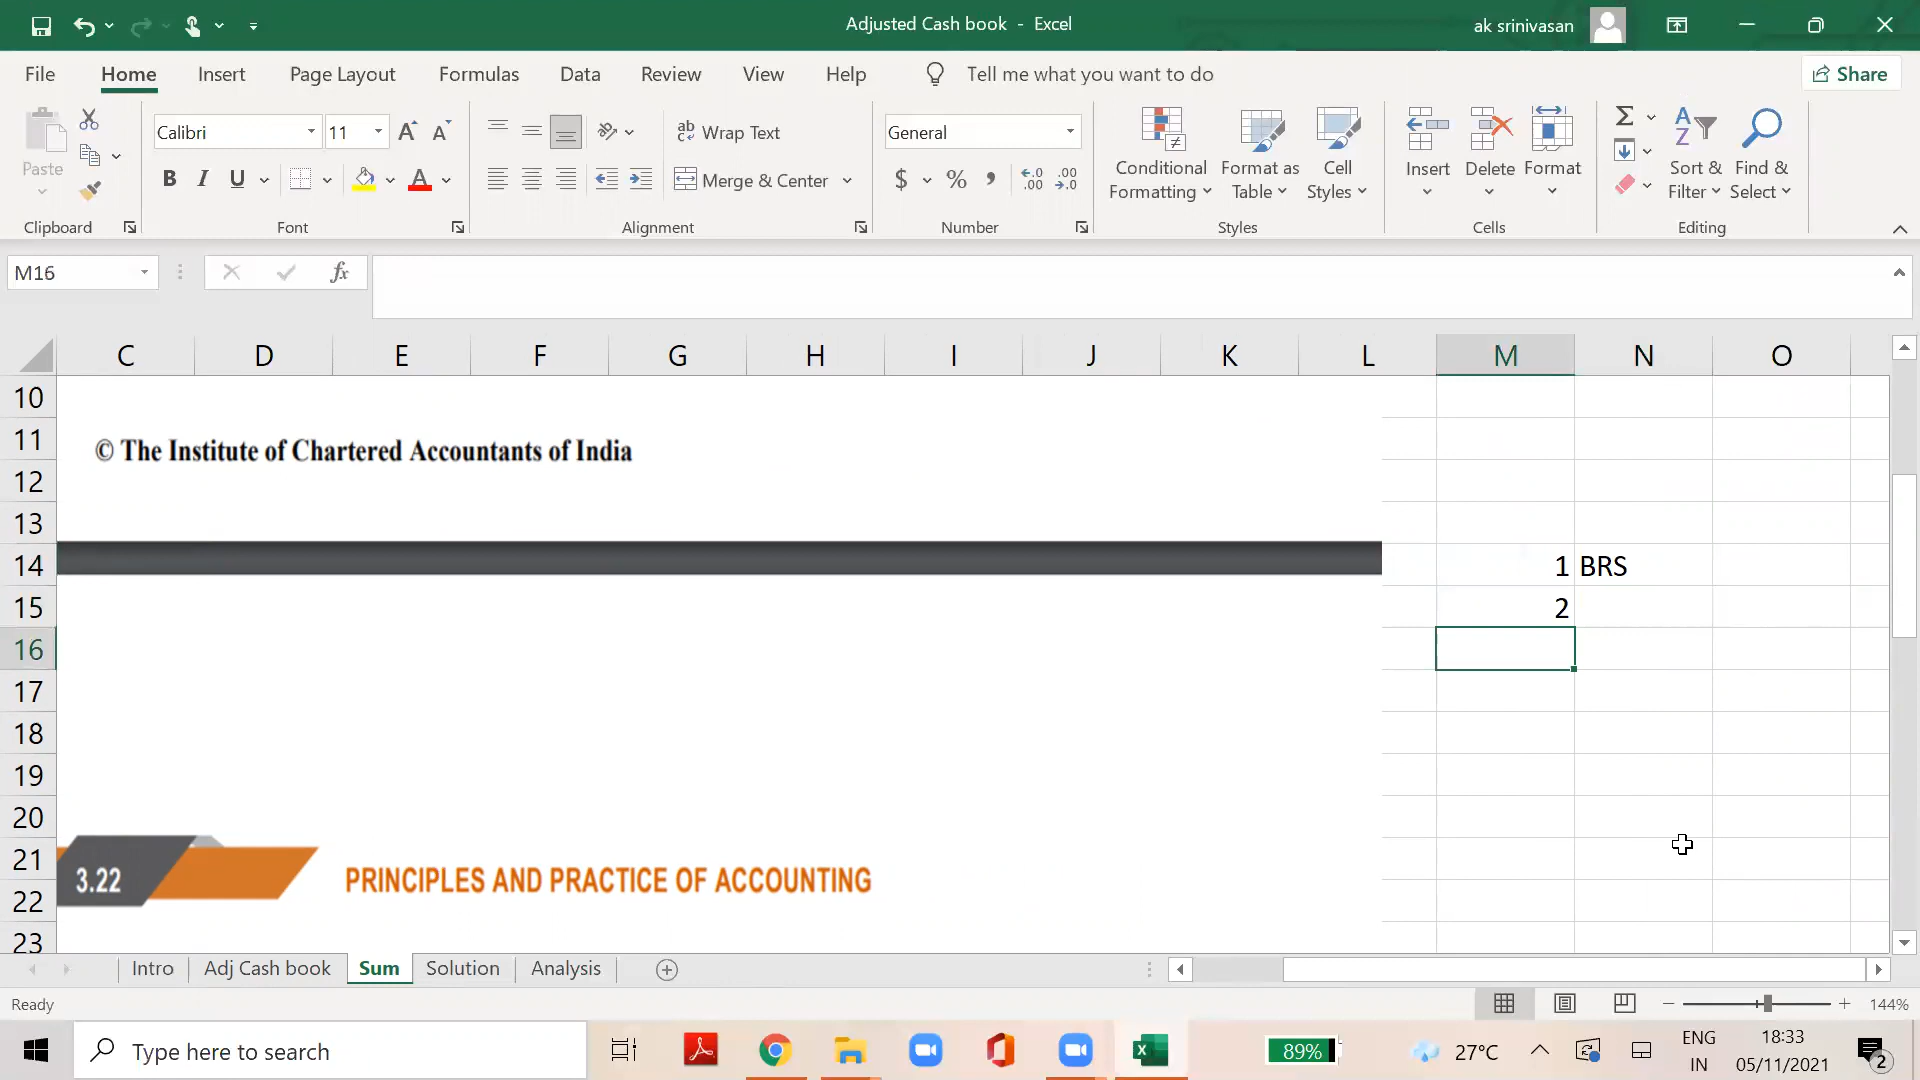 Adjusted Cash book - Excel
ak srinivasan
File Home Insert Page Layout Formulas Data Review View Help Tell me what you want to do Share
Paste
Clipboard
Calibri 11
B I U
Font
Wrap Text
Merge & Center
Alignment
General
$ % ,
Number
Conditional Formatting
Format as Table
Cell Styles
Styles
Insert
Delete
Format
Cells
Sort & Filter
Find & Select
Editing
M16
fx
C D E F G H I J K L M N O
10
11
© The Institute of Chartered Accountants of India
12
13
14 1 BRS
15 2
16
17
18
19
20
21
3.22 PRINCIPLES AND PRACTICE OF ACCOUNTING
22
23
Intro Adj Cash book Sum Solution Analysis
Ready
144%
Type here to search
89%
27°C
ENG
IN
18:33
05/11/2021
2